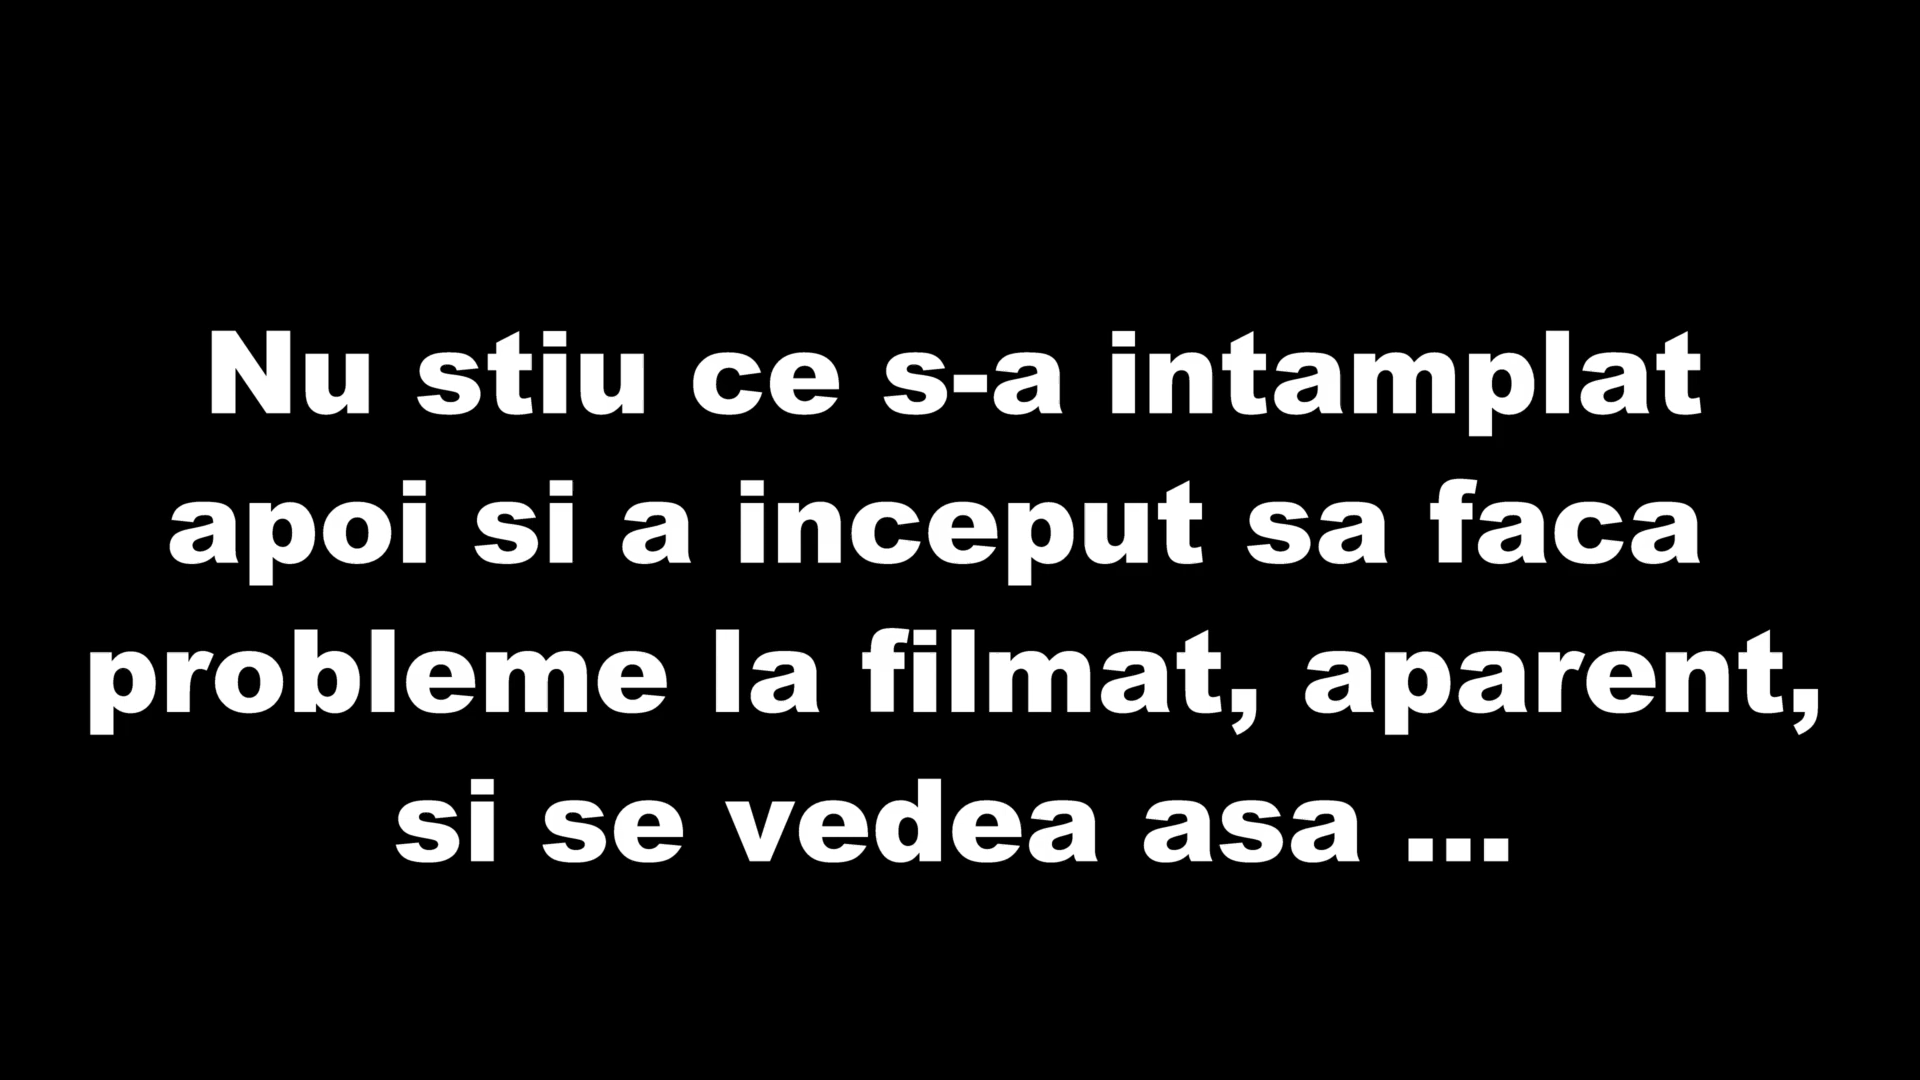 Nu stiu ce s-a intamplat
apoi si a inceput sa faca
probleme la filmat, aparent,
si se vedea asa ...